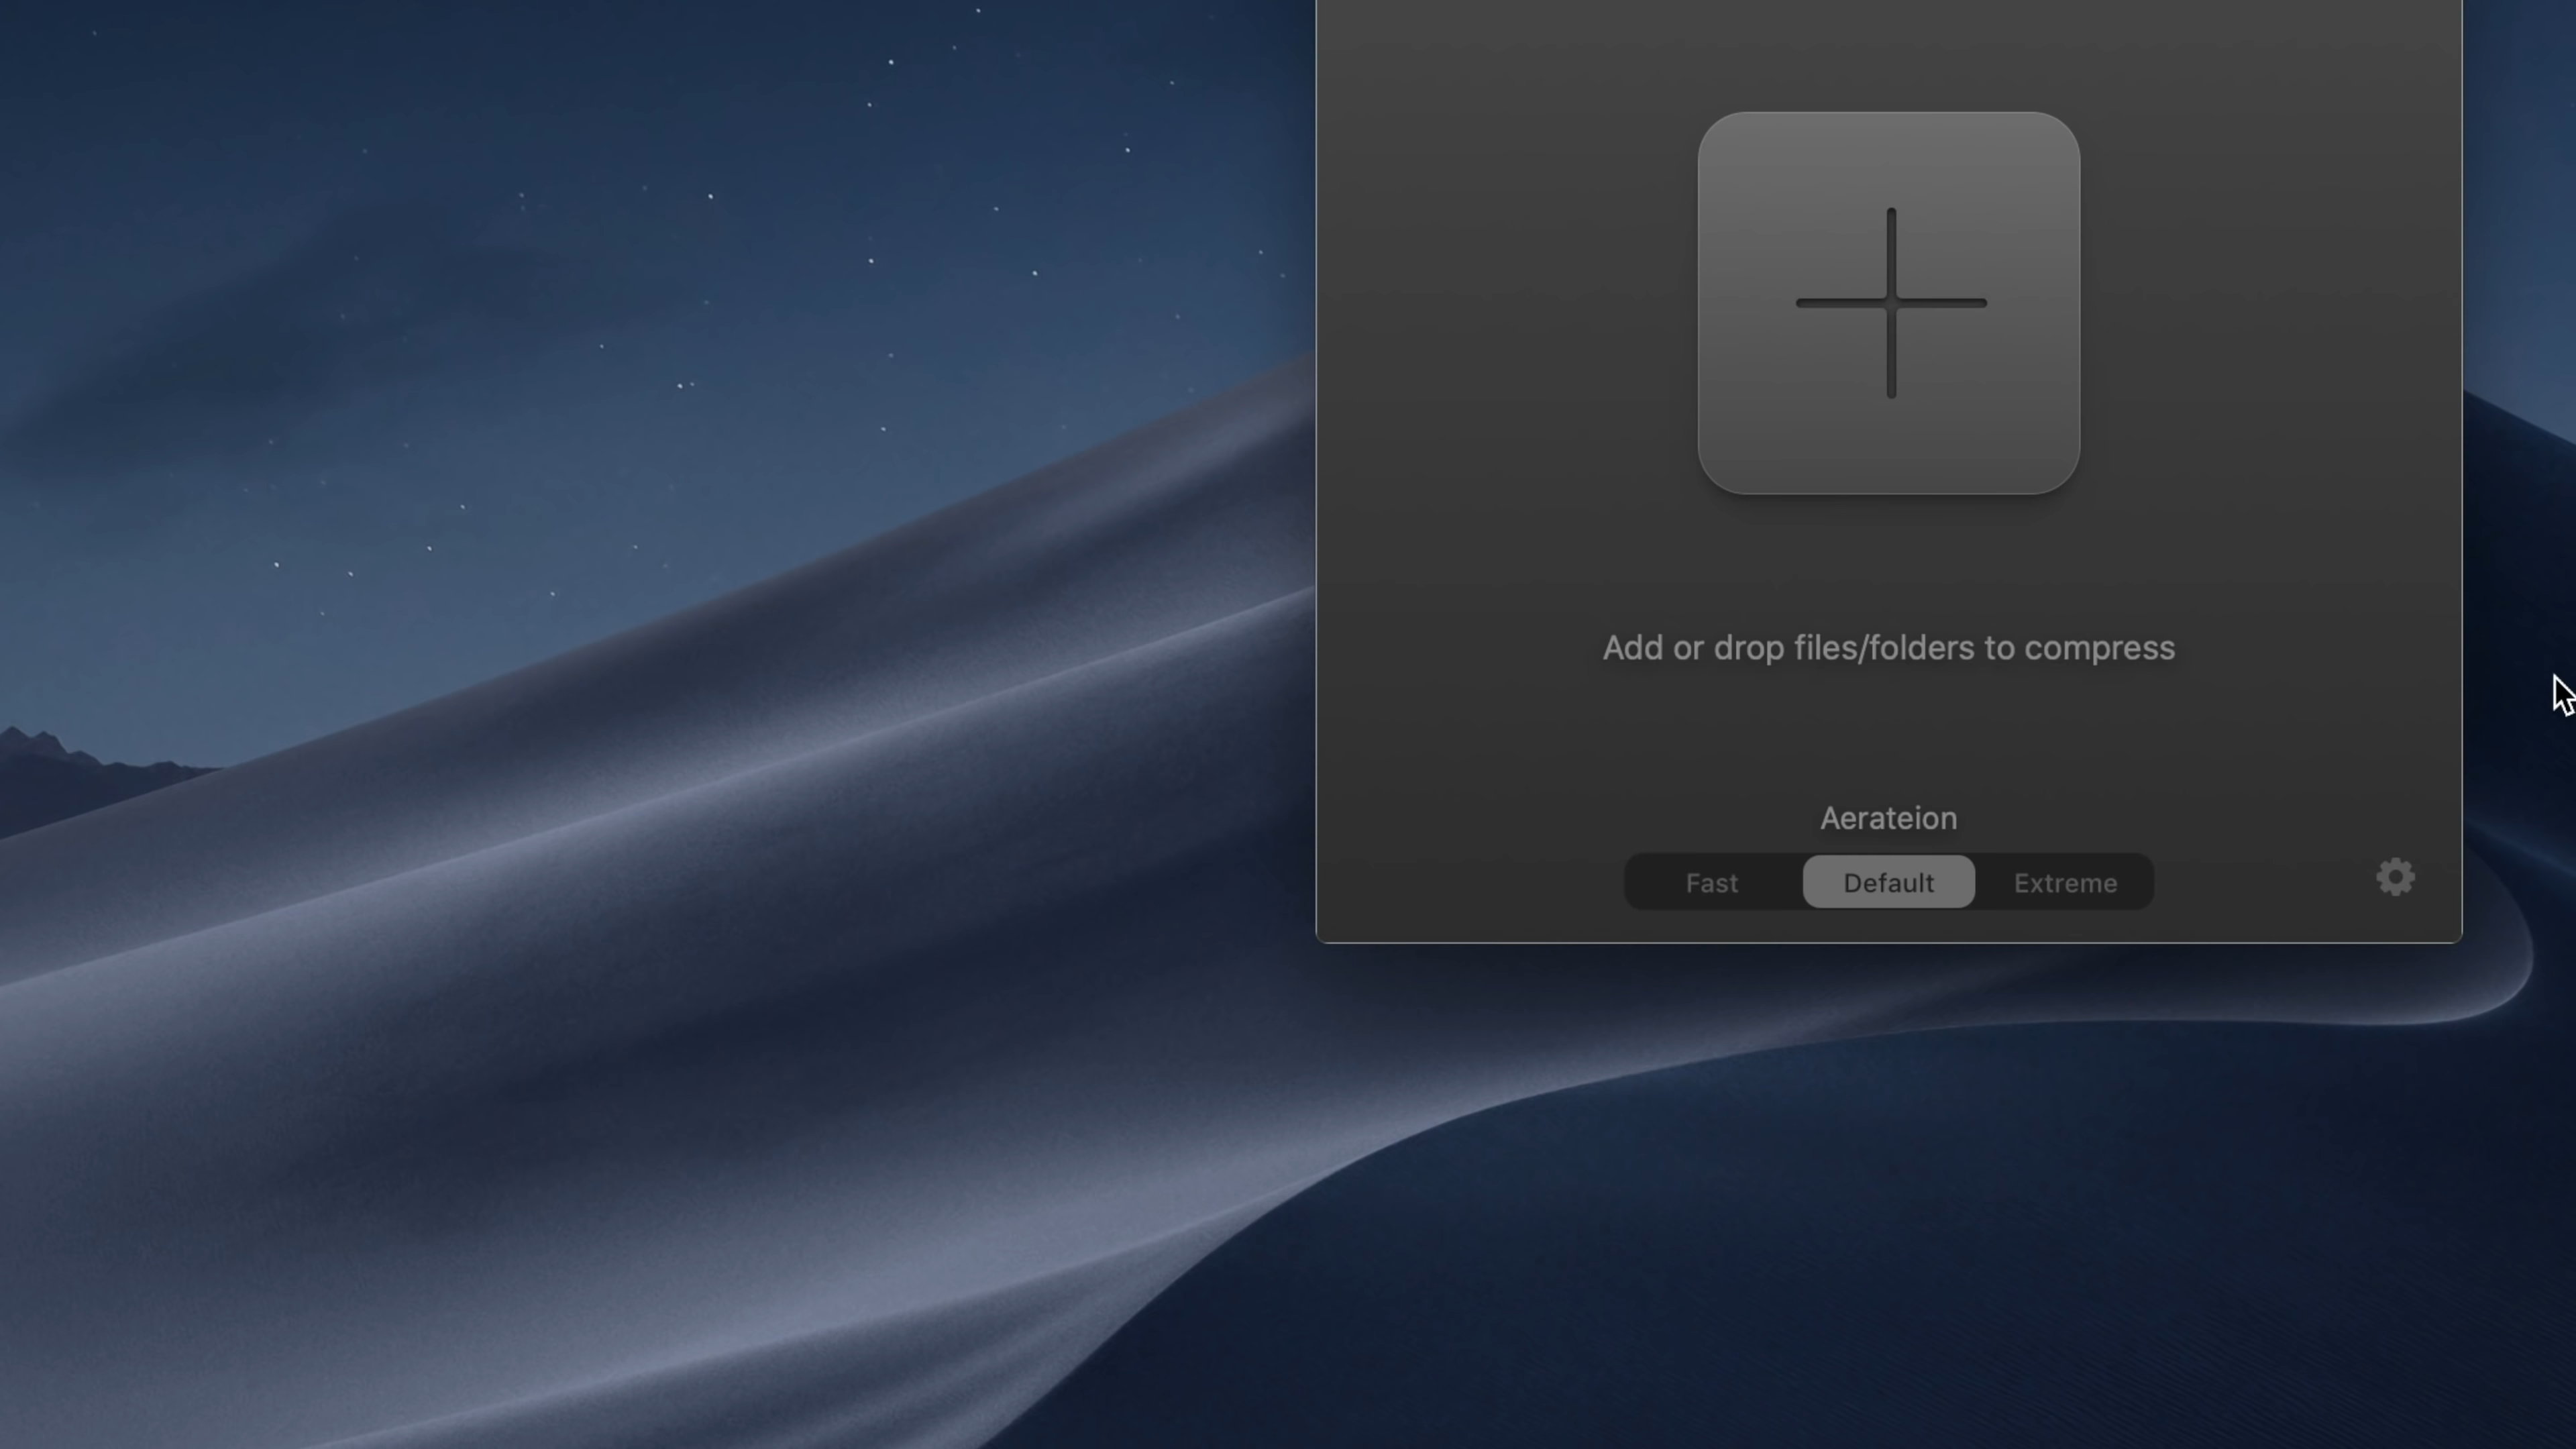 Add or drop files/folders to compress
Aerateion
Fast
Default
Extreme